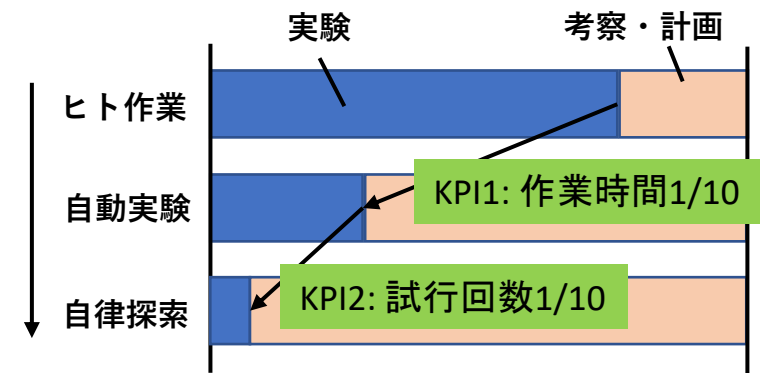 実験
考察・計画
ヒト作業
KPI1: 作業時間1/10
自動実験
KPI2: 試行回数1/10
自律探索